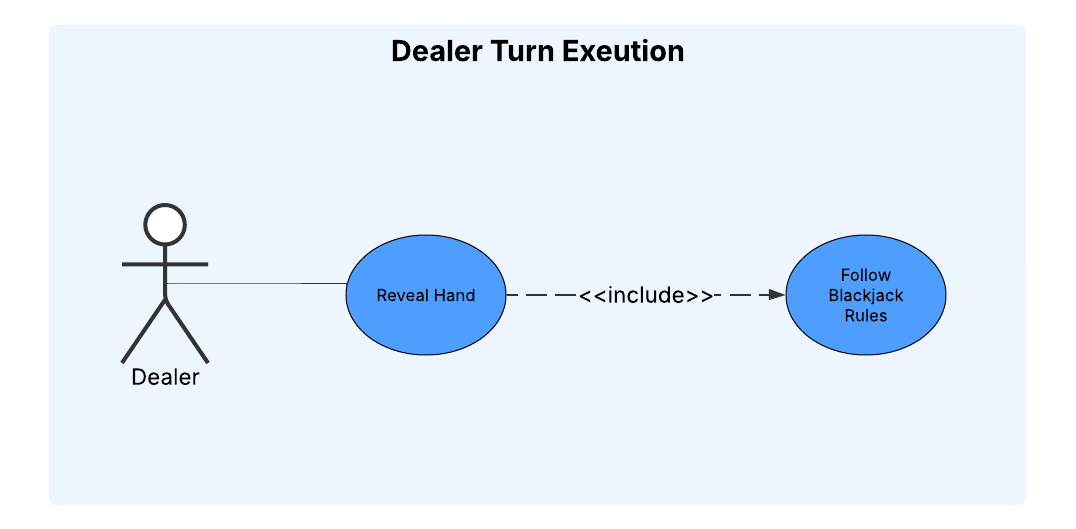 Dealer Turn Exeution
Reveal Hand
<<include>>
Follow
Blackjack
Rules
Dealer